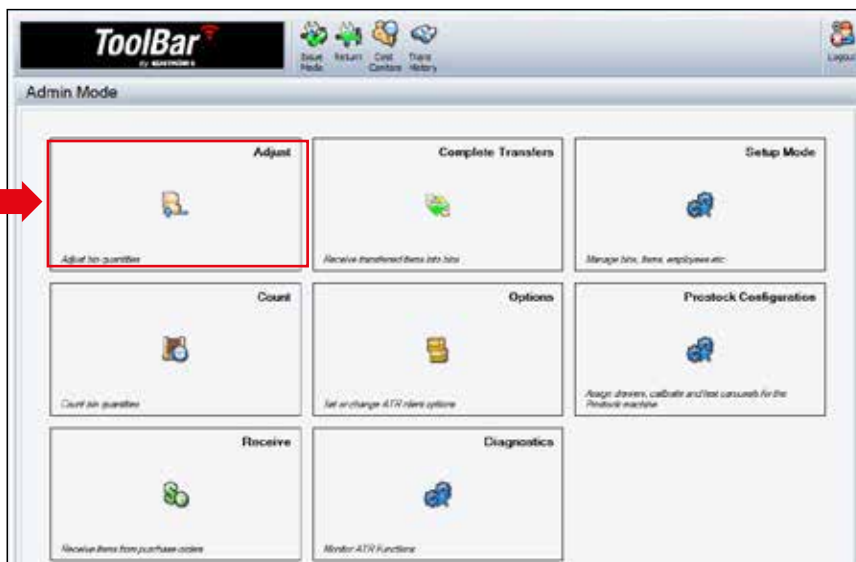 ToolBar
Issue Mode
Return
Cost Centers
Trans History
Logout
Admin Mode
Adjust
Adjust bin quantities
Complete Transfers
Receive transferred items into bins
Setup Mode
Manage bins, items, employees etc
Count
Count bin quantities
Options
Set or change ATR client options
Prostock Configuration
Assign drawers, calibrate and test carousels for the
Prostock machine
Receive
Receive items from purchase orders
Diagnostics
Monitor ATR Functions